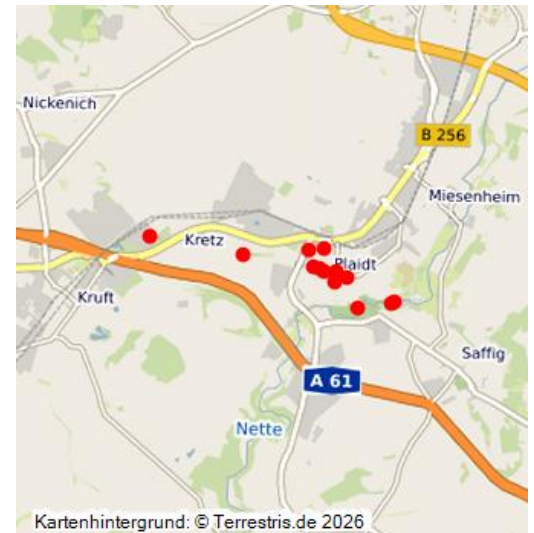 Nickenich
B 256
Miesenheim
Kretz
Plaidt
Kruft
Saffig
A 61
Nette
Kartenhintergrund: © Terrestris.de 2026